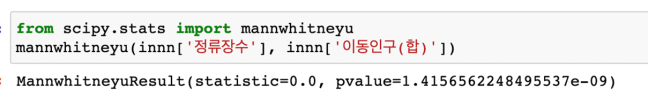 from scipy.stats import mannwhitneyu
mannwhitneyu(innn['정류장수'], innn['이동인구(합)'])
MannwhitneyuResult(statistic=0.0, pvalue=1.4156562248495537e-09)